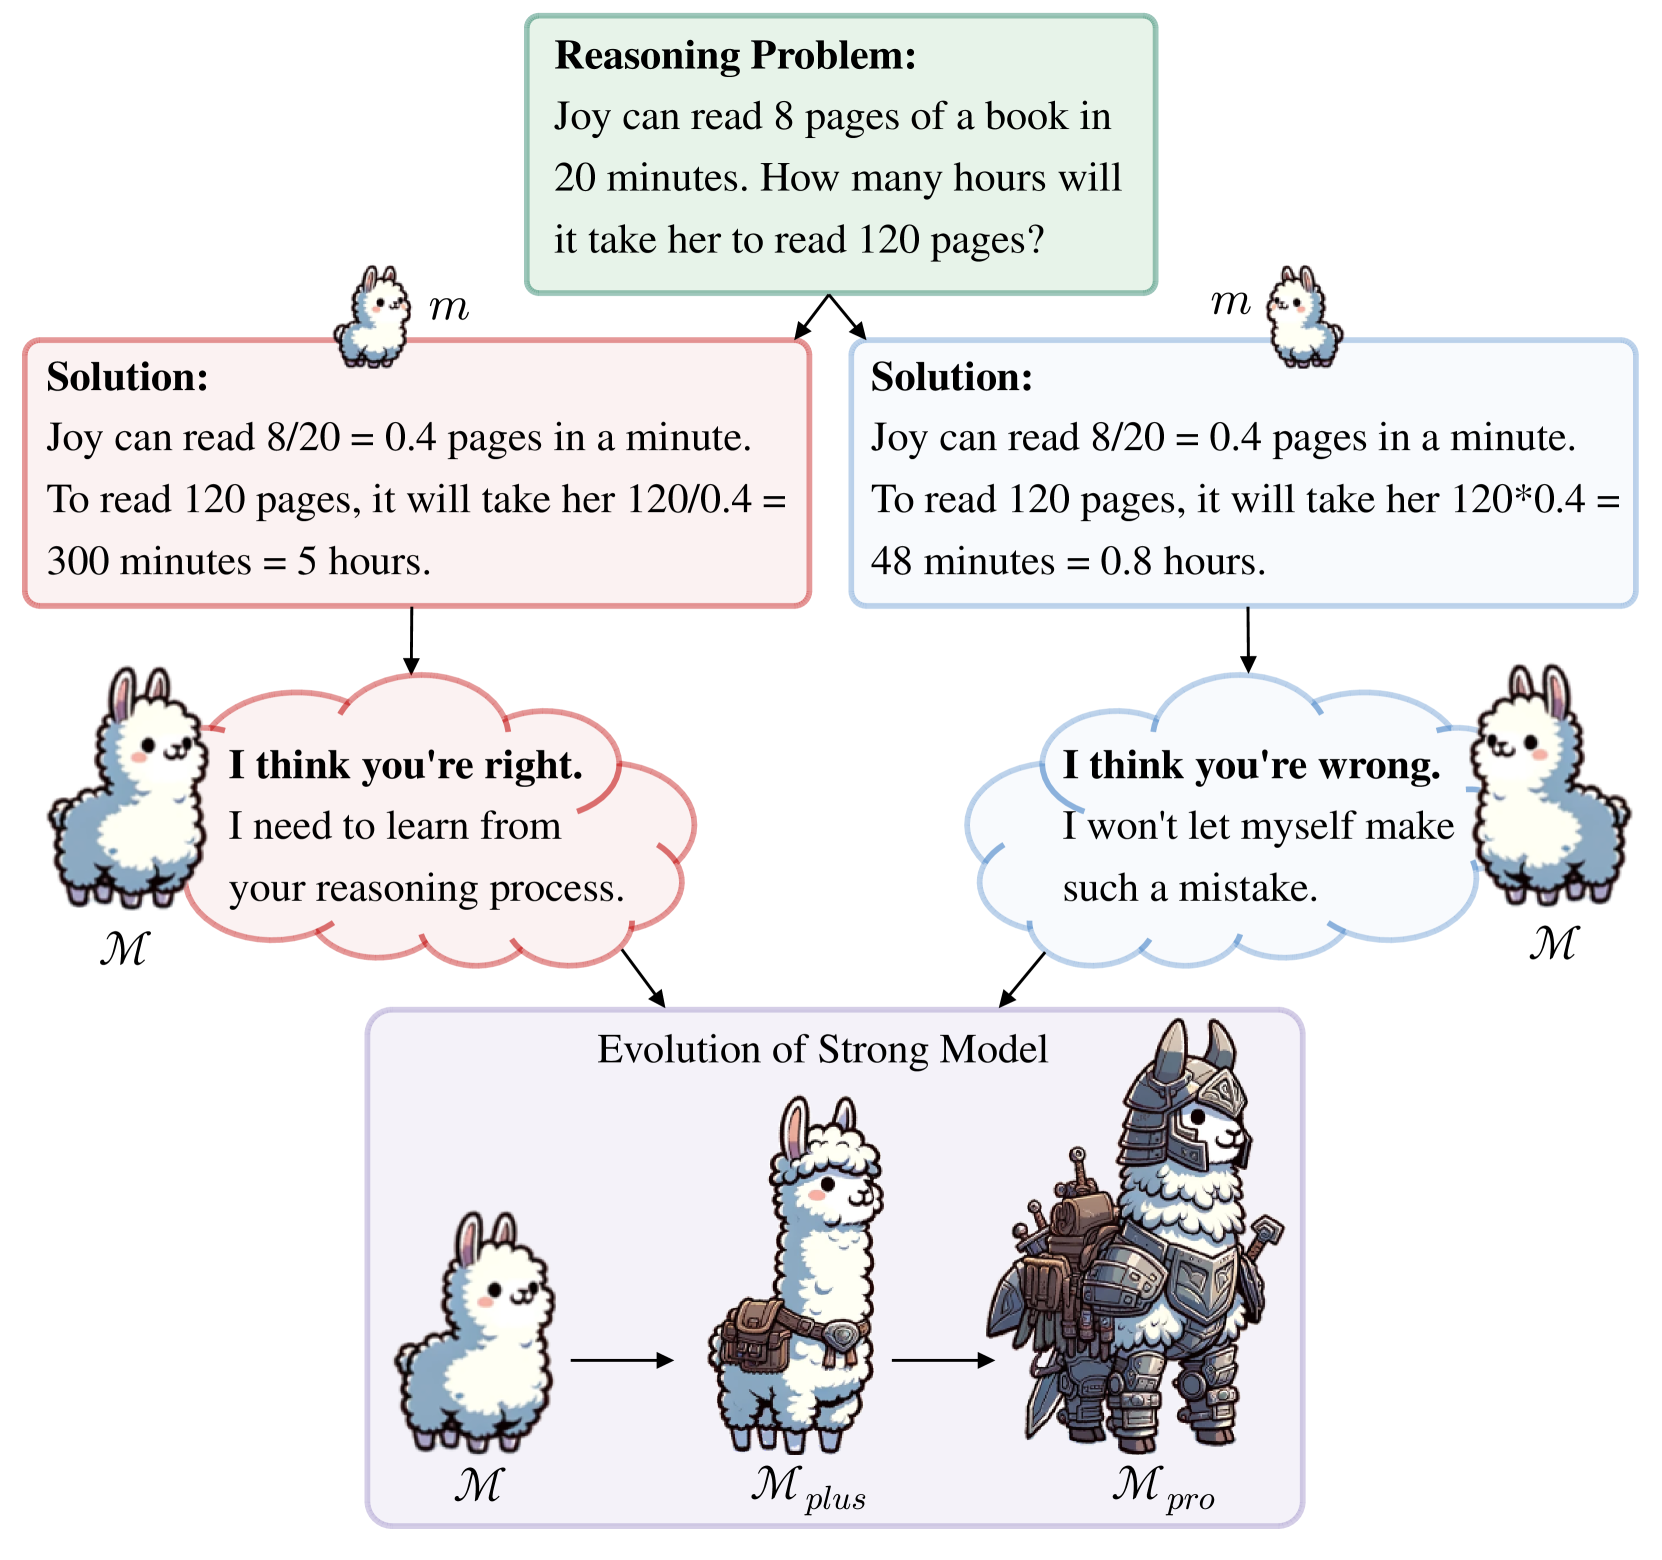 Reasoning Problem:
Joy can read 8 pages of a book in
20 minutes. How many hours will
it take her to read 120 pages?
m
m
Solution:
Joy can read 8/20 = 0.4 pages in a minute.
To read 120 pages, it will take her 120/0.4 =
300 minutes = 5 hours.
Solution:
Joy can read 8/20 = 0.4 pages in a minute.
To read 120 pages, it will take her 120*0.4 =
48 minutes = 0.8 hours.
I think you're right.
I need to learn from
your reasoning process.
ℳ
I think you're wrong.
I won't let myself make
such a mistake.
ℳ
Evolution of Strong Model
ℳ
ℳ plus
ℳ pro